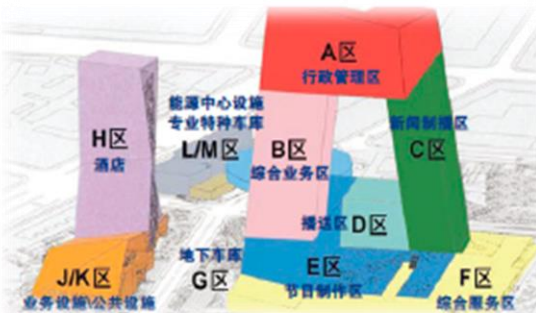 A区
行政管理区
能源中心设施
专业特种车库
L/M区
H区
酒店
B区
综合业务区
新闻制播区
C区
播送区
D区
地下车库
G区
E区
节目制作区
J/K区
业务设施\公共设施
F区
综合服务区